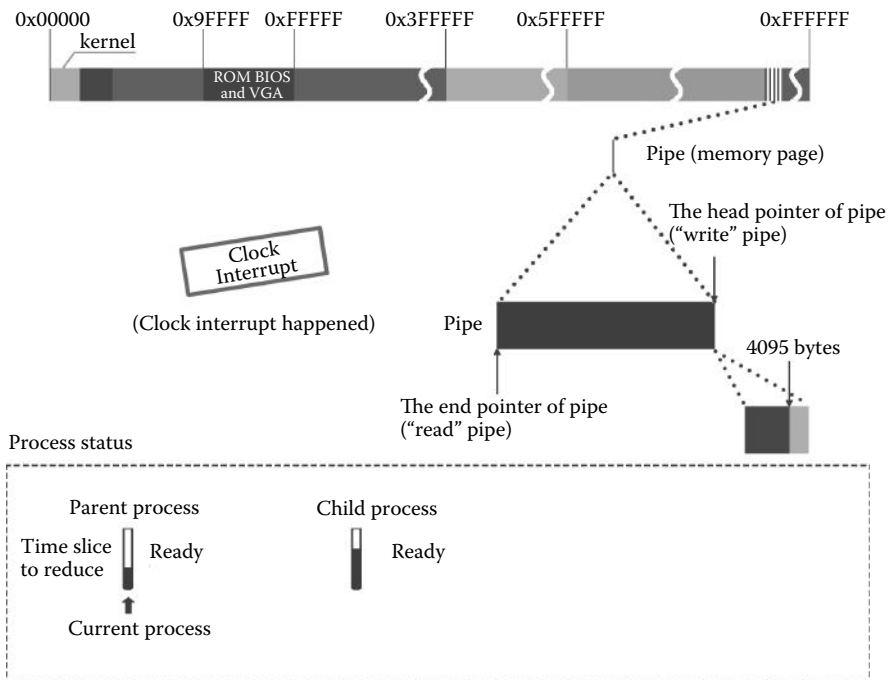 0x00000 0x9FFFF 0xFFFFF 0x3FFFFF 0x5FFFFF 0xFFFFFF
kernel
ROM BIOS
and VGA
Pipe (memory page)
The head pointer of pipe
(“write” pipe)
Clock
Interrupt
(Clock interrupt happened)
Pipe
4095 bytes
The end pointer of pipe
(“read” pipe)
Process status
Parent process
Child process
Time slice
to reduce
Ready
Ready
Current process